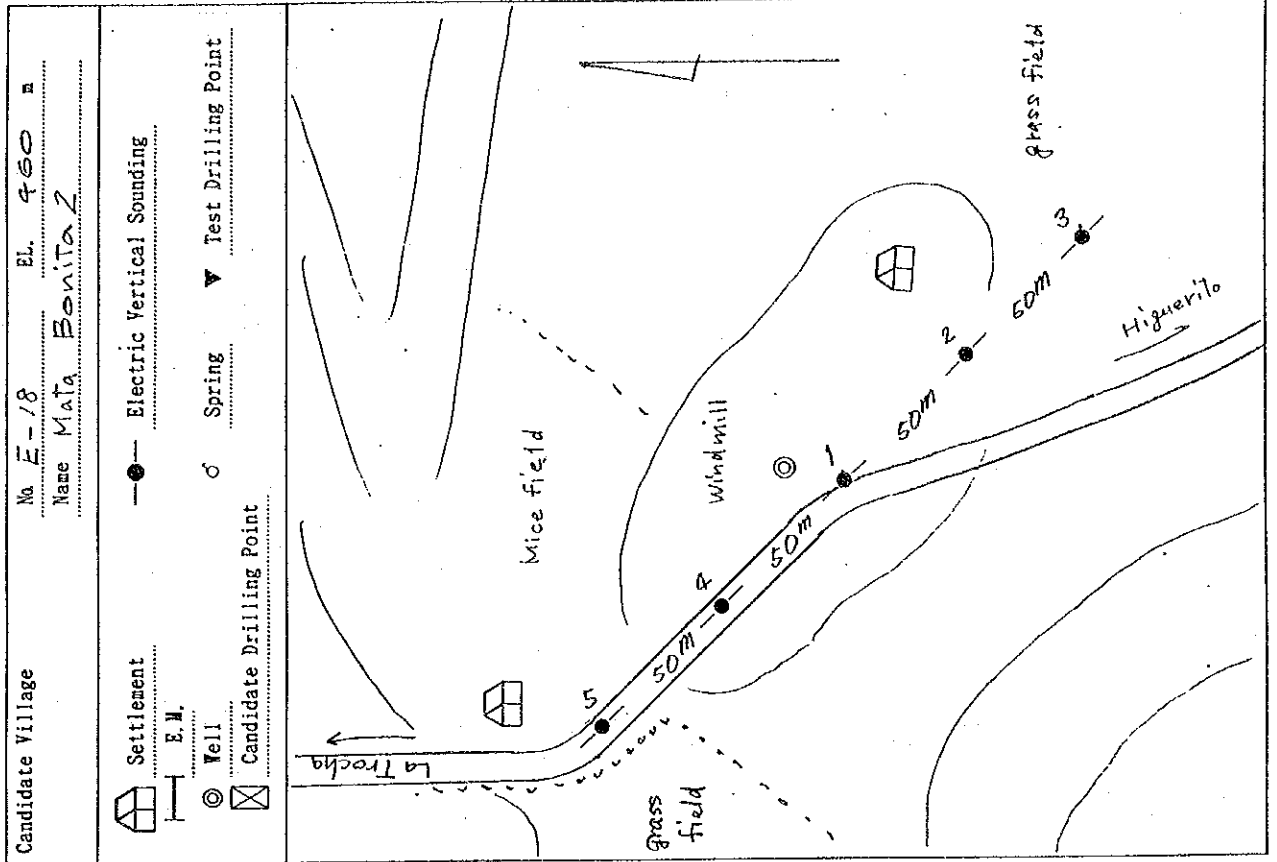 Candidate Village
No. E-18 EL. 460 m
Name Mata Bonita 2
Settlement
Electric Vertical Sounding
E.M.
Well
Spring
Test Drilling Point
Candidate Drilling Point
La Trocha
grass
field
5
50m
4
50m
1
50m
2
50m
3
Mice field
Windmill
Higuerito
grass field